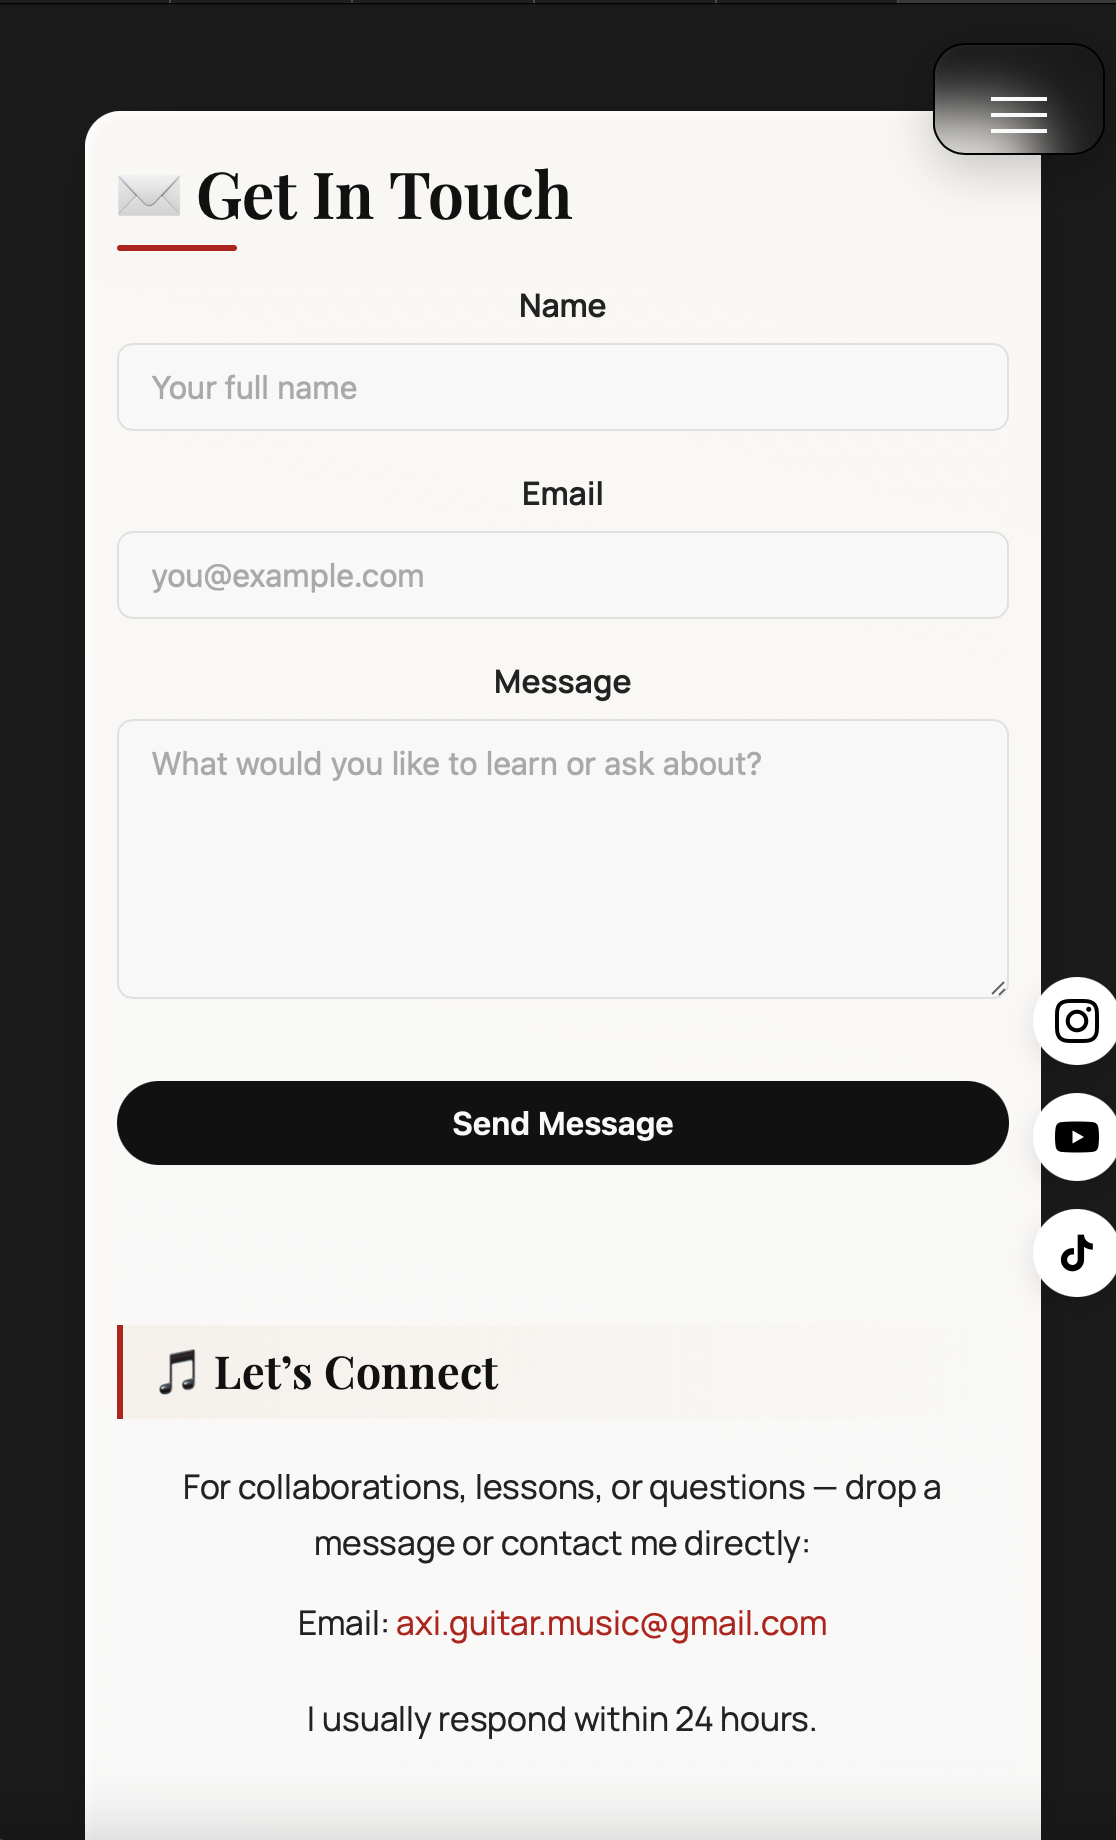 Get In Touch
Name
Your full name
Email
you@example.com
Message
What would you like to learn or ask about?
Send Message
Let’s Connect
For collaborations, lessons, or questions — drop a
message or contact me directly:
Email: axi.guitar.music@gmail.com
I usually respond within 24 hours.